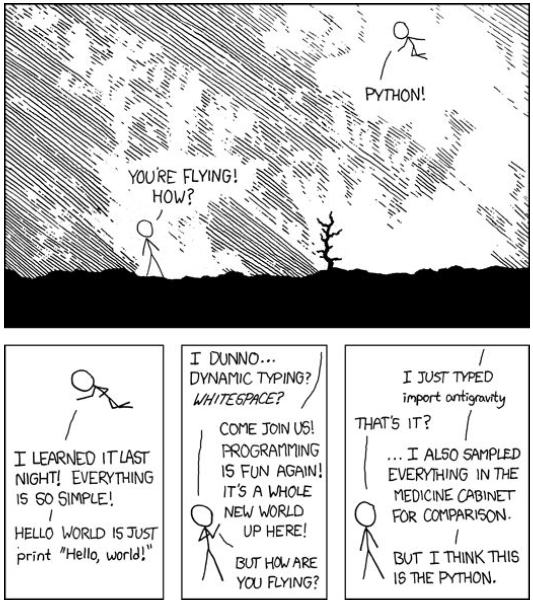 YOU'RE FLYING!
HOW?
PYTHON!
I LEARNED IT LAST
NIGHT! EVERYTHING
IS SO SIMPLE!
HELLO WORLD IS JUST
print "Hello, world!"
I DUNNO...
DYNAMIC TYPING?
WHITESPACE?
COME JOIN US!
PROGRAMMING
IS FUN AGAIN!
IT'S A WHOLE
NEW WORLD
UP HERE!
BUT HOW ARE
YOU FLYING?
I JUST TYPED
import antigravity
THAT'S IT?
... I ALSO SAMPLED
EVERYTHING IN THE
MEDICINE CABINET
FOR COMPARISON.
BUT I THINK THIS
IS THE PYTHON.